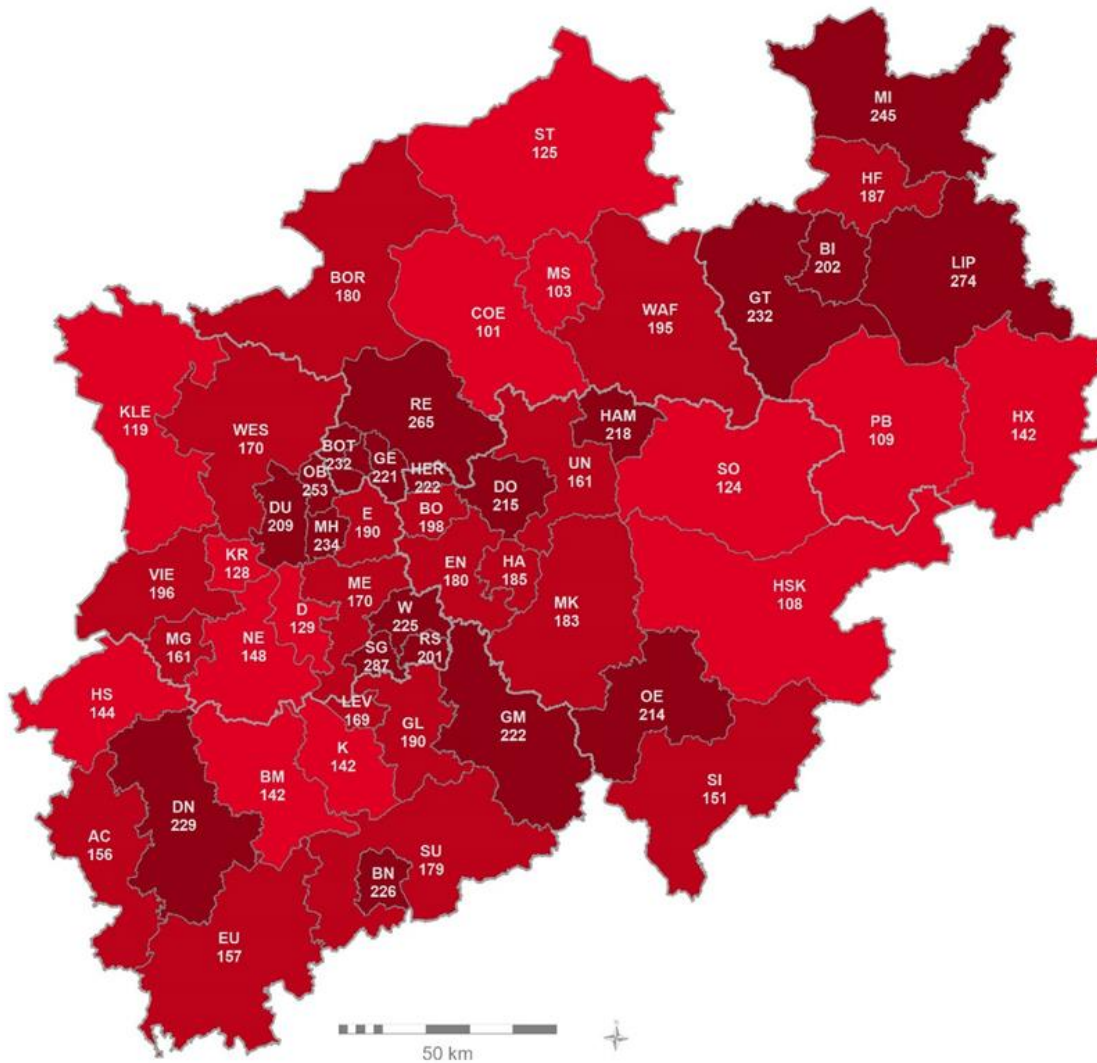 MI
245
ST
125
HF
187
BI
202
LIP
274
BOR
180
MS
103
GT
232
COE
101
WAF
195
KLE
119
RE
265
HAM
218
PB
109
HX
142
WES
170
BOT
232
GE
221
HER
222
UN
161
SO
124
OB
253
DO
215
DU
209
E
190
BO
198
MH
234
KR
128
EN
180
HA
185
VIE
196
ME
170
HSK
108
D
129
W
225
MK
183
MG
161
NE
148
SG
287
RS
201
HS
144
LEV
169
GL
190
GM
222
OE
214
K
142
BM
142
SI
151
DN
229
AC
156
SU
179
BN
226
EU
157
50 km